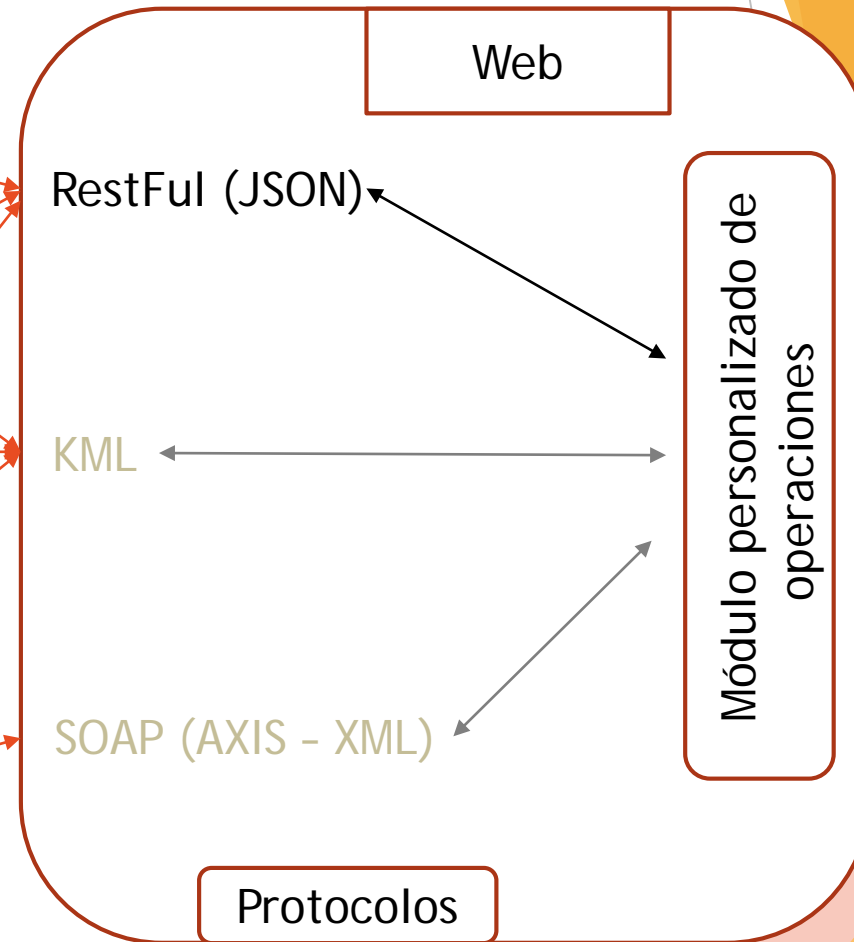 Web
RestFul (JSON)
Módulo personalizado de
operaciones
KML
SOAP (AXIS – XML)
Protocolos